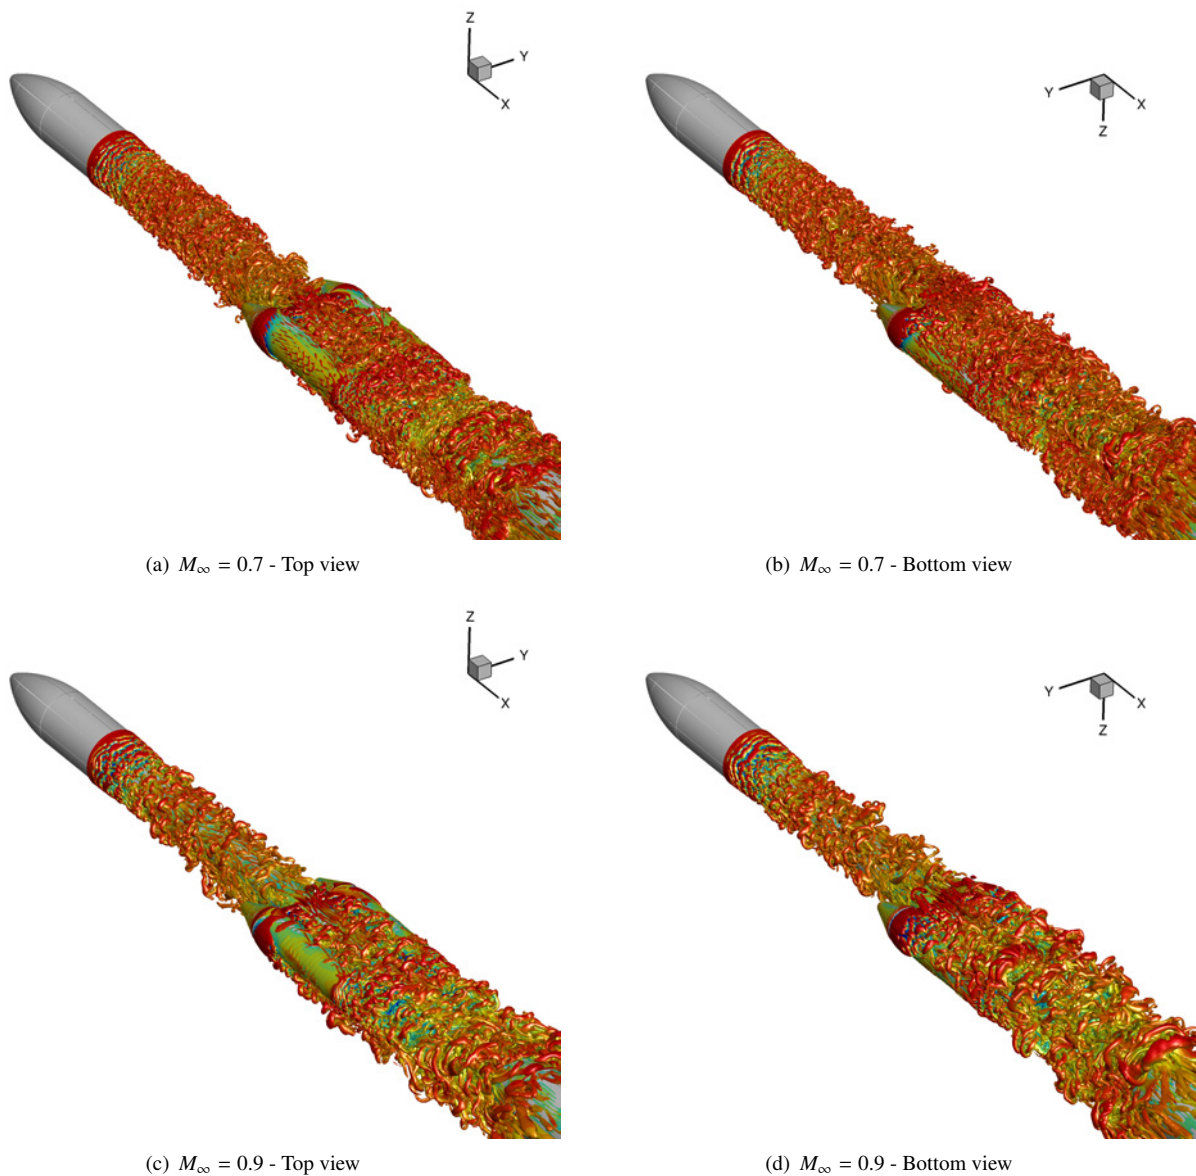 Z
Y
X
Y
X
Z
(a) M∞ = 0.7 - Top view
(b) M∞ = 0.7 - Bottom view
Z
Y
X
Y
X
Z
(c) M∞ = 0.9 - Top view
(d) M∞ = 0.9 - Bottom view